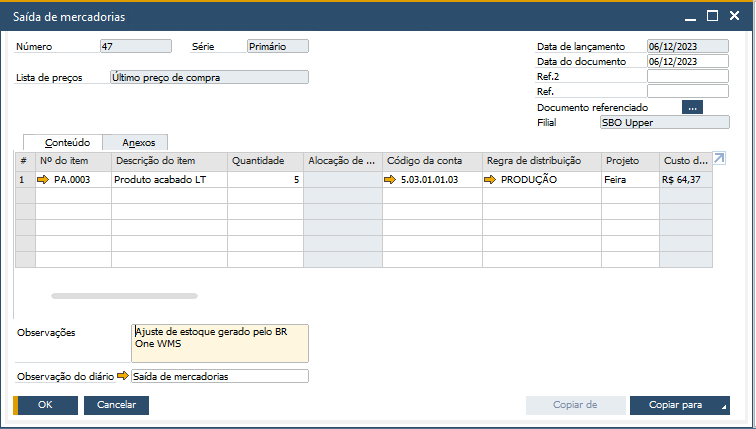 Saída de mercadorias
Número 47 Série Primário
Lista de preços Último preço de compra
Data de lançamento 06/12/2023
Data do documento 06/12/2023
Ref.2
Ref.
Documento referenciado ...
Filial SBO Upper
Conteúdo Anexos
# Nº do item Descrição do item Quantidade Alocação de ... Código da conta Regra de distribuição Projeto Custo d...
1 PA.0003 Produto acabado LT 5 5.03.01.01.03 PRODUÇÃO Feira R$ 64,37
Observações Ajuste de estoque gerado pelo BR
One WMS
Observação do diário Saída de mercadorias
OK Cancelar Copiar de Copiar para